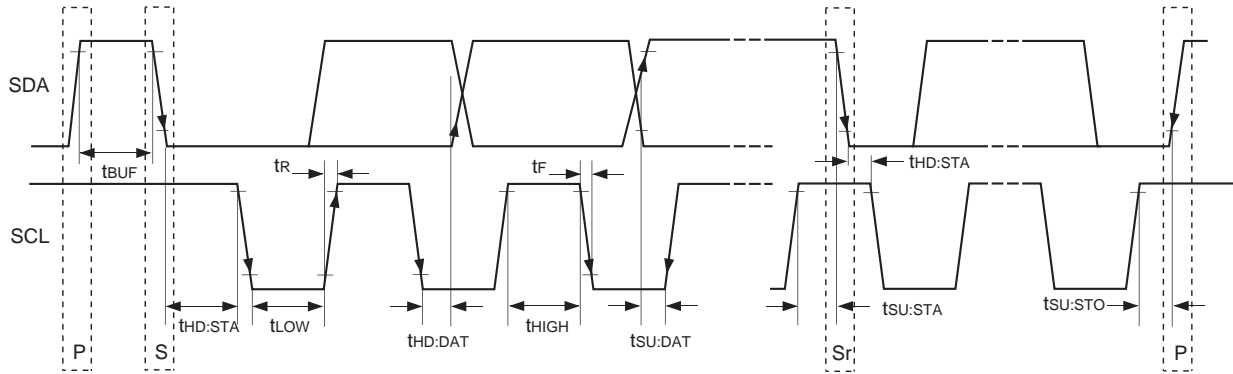 SDA
tBUF
tR
tF
tHD:STA
SCL
tHD:STA
tLOW
tHD:DAT
tHIGH
tSU:DAT
tSU:STA
tSU:STO
P
S
Sr
P